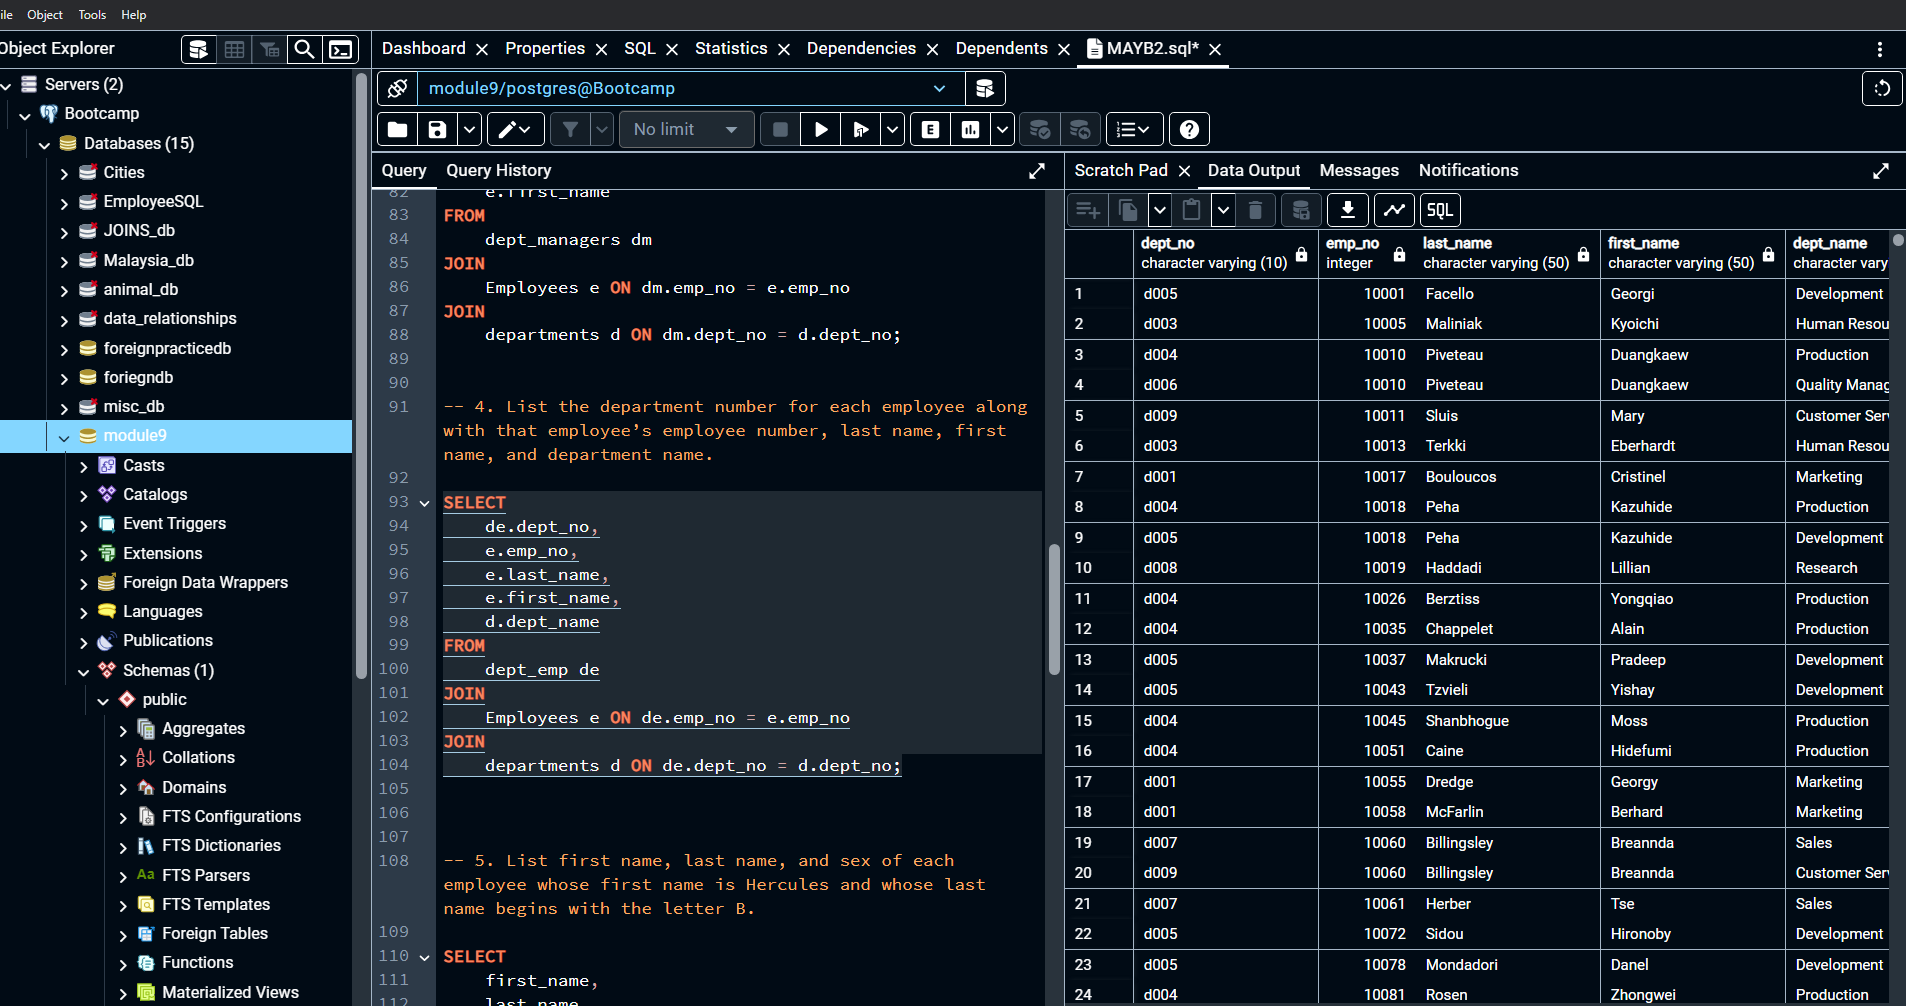 ile Object Tools Help
Object Explorer
Servers (2)
Bootcamp
Databases (15)
Cities
EmployeeSQL
JOINS_db
Malaysia_db
animal_db
data_relationships
foreignpracticedb
foriegndb
misc_db
module9
Casts
Catalogs
Event Triggers
Extensions
Foreign Data Wrappers
Languages
Publications
Schemas (1)
public
Aggregates
Collations
Domains
FTS Configurations
FTS Dictionaries
Aa FTS Parsers
FTS Templates
Foreign Tables
Functions
Materialized Views
Dashboard Properties SQL Statistics Dependencies Dependents MAYB2.sql*
module9/postgres@Bootcamp
No limit
E
Query Query History
82 e.first_name
83 FROM
84 dept_managers dm
85 JOIN
86 Employees e ON dm.emp_no = e.emp_no
87 JOIN
88 departments d ON dm.dept_no = d.dept_no;
89
90
91 -- 4. List the department number for each employee along
with that employee’s employee number, last name, first
name, and department name.
92
93 SELECT
94 de.dept_no,
95 e.emp_no,
96 e.last_name,
97 e.first_name,
98 d.dept_name
99 FROM
100 dept_emp de
101 JOIN
102 Employees e ON de.emp_no = e.emp_no
103 JOIN
104 departments d ON de.dept_no = d.dept_no;
105
106
107
108 -- 5. List first name, last name, and sex of each
employee whose first name is Hercules and whose last
name begins with the letter B.
109
110 SELECT
111 first_name,
112 last_name
Scratch Pad Data Output Messages Notifications
SQL
dept_no emp_no last_name first_name dept_name
character varying (10) integer character varying (50) character varying (50) character vary
1 d005 10001 Facello Georgi Development
2 d003 10005 Maliniak Kyoichi Human Resou
3 d004 10010 Piveteau Duangkaew Production
4 d006 10010 Piveteau Duangkaew Quality Manag
5 d009 10011 Sluis Mary Customer Ser
6 d003 10013 Terkki Eberhardt Human Resou
7 d001 10017 Bouloucos Cristinel Marketing
8 d004 10018 Peha Kazuhide Production
9 d005 10018 Peha Kazuhide Development
10 d008 10019 Haddadi Lillian Research
11 d004 10026 Berztiss Yongqiao Production
12 d004 10035 Chappelet Alain Production
13 d005 10037 Makrucki Pradeep Development
14 d005 10043 Tzvieli Yishay Development
15 d004 10045 Shanbhogue Moss Production
16 d004 10051 Caine Hidefumi Production
17 d001 10055 Dredge Georgy Marketing
18 d001 10058 McFarlin Berhard Marketing
19 d007 10060 Billingsley Breannda Sales
20 d009 10060 Billingsley Breannda Customer Ser
21 d007 10061 Herber Tse Sales
22 d005 10072 Sidou Hironoby Development
23 d005 10078 Mondadori Danel Development
24 d004 10081 Rosen Zhongwei Production